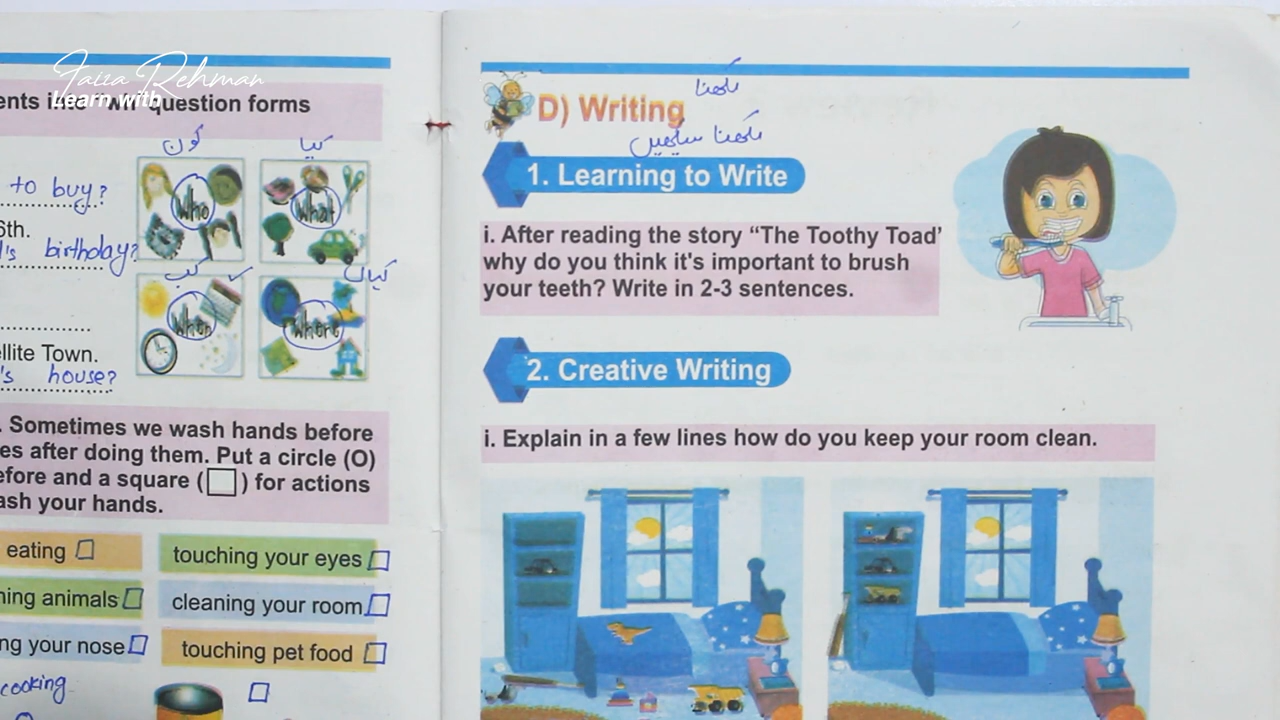 Faiza Rehman
Learn with
question forms
کون
کیا
to buy?
Who
What
6th.
's birthday?
کب
کہاں
When
Where
ellite Town.
's house?
. Sometimes we wash hands before
es after doing them. Put a circle (O)
efore and a square (□) for actions
ash your hands.
eating
touching your eyes
ning animals
cleaning your room
ng your nose
touching pet food
cooking
لکھنا
D) Writing
لکھنا سیکھیں
1. Learning to Write
i. After reading the story “The Toothy Toad’
why do you think it's important to brush
your teeth? Write in 2-3 sentences.
2. Creative Writing
i. Explain in a few lines how do you keep your room clean.